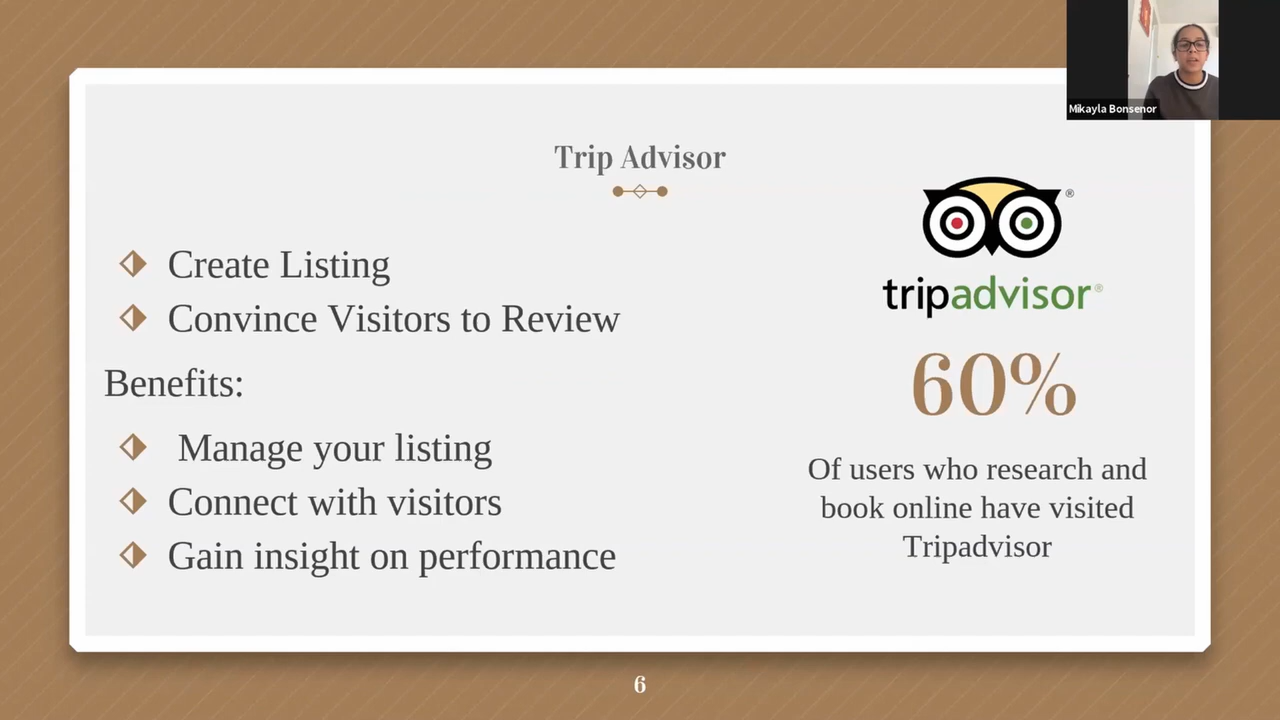 Mikayla Bonsenor
Trip Advisor
Create Listing
Convince Visitors to Review
Benefits:
Manage your listing
Connect with visitors
Gain insight on performance
®
tripadvisor®
60%
Of users who research and
book online have visited
Tripadvisor
6